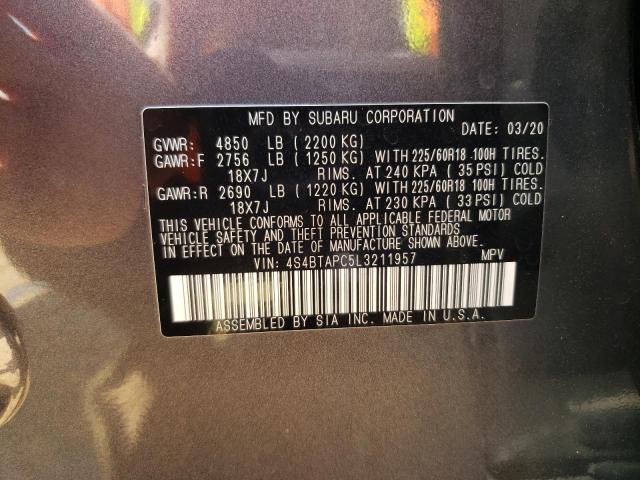 MFD BY SUBARU CORPORATION
DATE: 03/20
GVWR: 4850 LB ( 2200 KG)
GAWR:F 2756 LB ( 1250 KG) WITH 225/60R18 100H TIRES.
18X7J RIMS. AT 240 KPA ( 35 PSI) COLD
GAWR:R 2690 LB ( 1220 KG) WITH 225/60R18 100H TIRES.
18X7J RIMS. AT 230 KPA ( 33 PSI) COLD
THIS VEHICLE CONFORMS TO ALL APPLICABLE FEDERAL MOTOR
VEHICLE SAFETY AND THEFT PREVENTION STANDARDS
IN EFFECT ON THE DATE OF MANUFACTURE SHOWN ABOVE.
VIN: 4S4BTAPC5L3211957 MPV
ASSEMBLED BY SIA INC. MADE IN U.S.A.